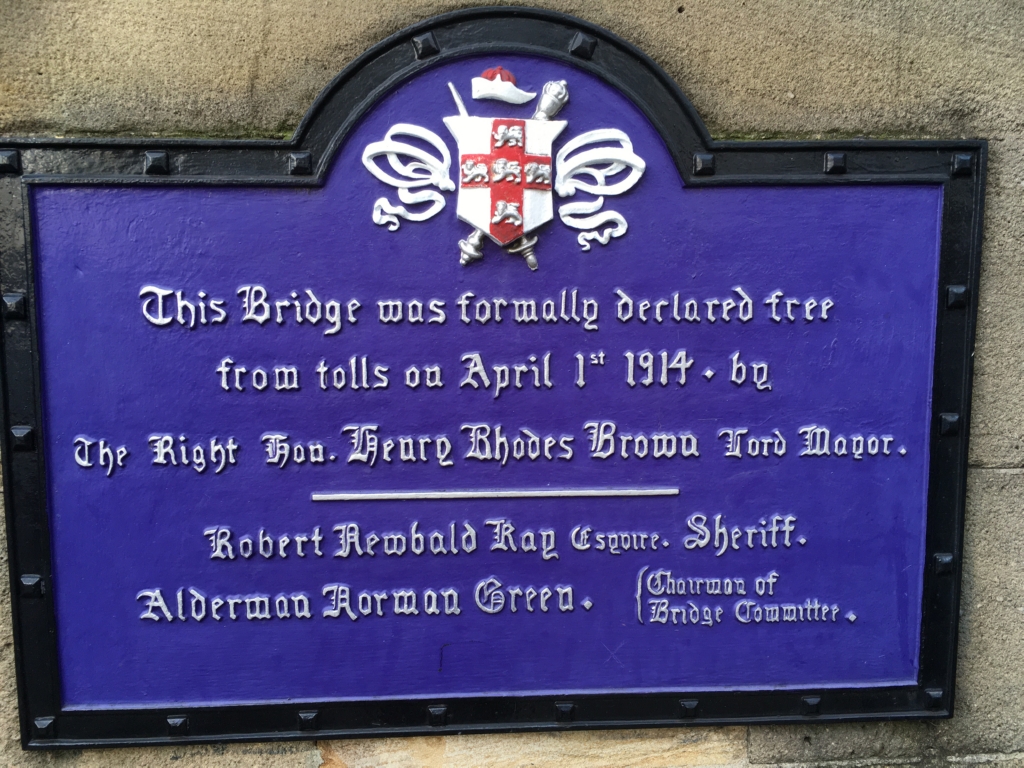 This Bridge was formally declared free
from tolls on April 1st 1914. by
The Right Hon. Henry Rhodes Brown Lord Mayor.
Robert Newbald Kay Esquire. Sheriff.
Alderman Norman Green. {Chairman of
Bridge Committee.